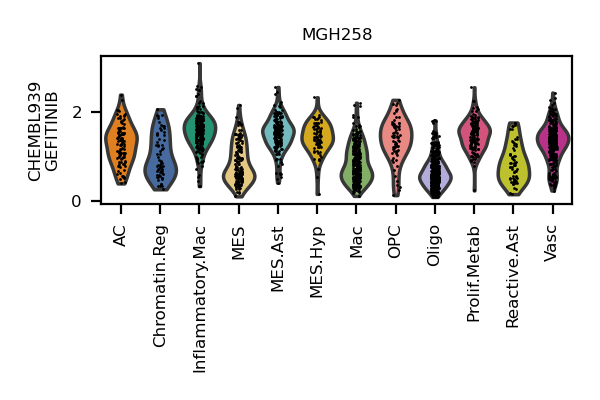 MGH258
CHEMBL939
GEFITINIB
2
0
AC
Chromatin.Reg
Inflammatory.Mac
MES
MES.Ast
MES.Hyp
Mac
OPC
Oligo
Prolif.Metab
Reactive.Ast
Vasc